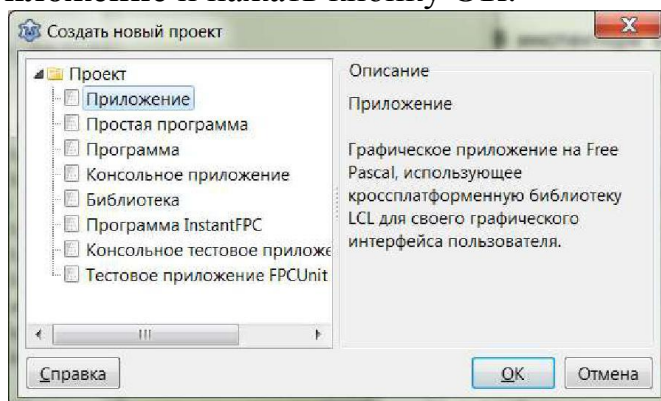 Создать новый проект
Проект
Приложение
Простая программа
Программа
Консольное приложение
Библиотека
Программа InstantFPC
Консольное тестовое приложе
Тестовое приложение FPCUnit
Описание
Приложение
Графическое приложение на Free
Pascal, использующее
кроссплатформенную библиотеку
LCL для своего графического
интерфейса пользователя.
Справка
OK
Отмена